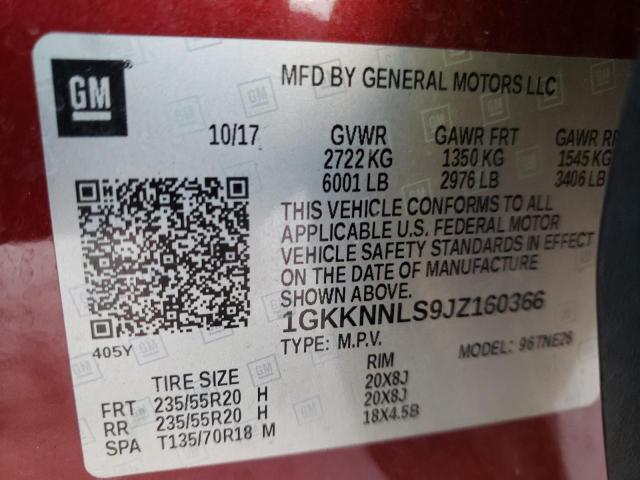 GM
MFD BY GENERAL MOTORS LLC
10/17 GVWR GAWR FRT GAWR RR
2722 KG 1350 KG 1545 KG
6001 LB 2976 LB 3406 LB
THIS VEHICLE CONFORMS TO ALL
APPLICABLE U.S. FEDERAL MOTOR
VEHICLE SAFETY STANDARDS IN EFFECT
ON THE DATE OF MANUFACTURE
SHOWN ABOVE.
1GKKNNLS9JZ160366
405Y TYPE: M.P.V. MODEL: 96TNE26
TIRE SIZE RIM
FRT 235/55R20 H 20X8J
RR 235/55R20 H 20X8J
SPA T135/70R18 M 18X4.5B